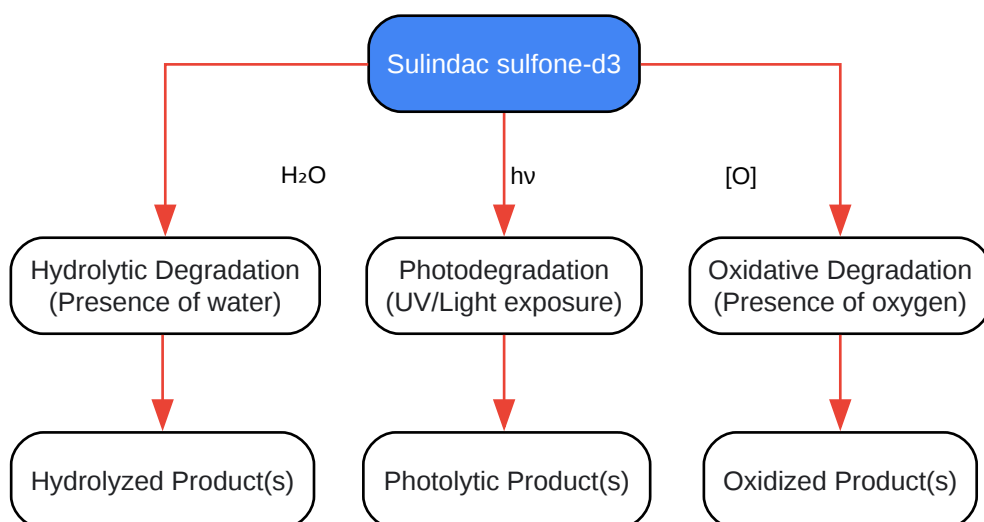 Sulindac sulfone-d3
H₂O
hν
[O]
Hydrolytic Degradation
(Presence of water)
Photodegradation
(UV/Light exposure)
Oxidative Degradation
(Presence of oxygen)
Hydrolyzed Product(s)
Photolytic Product(s)
Oxidized Product(s)